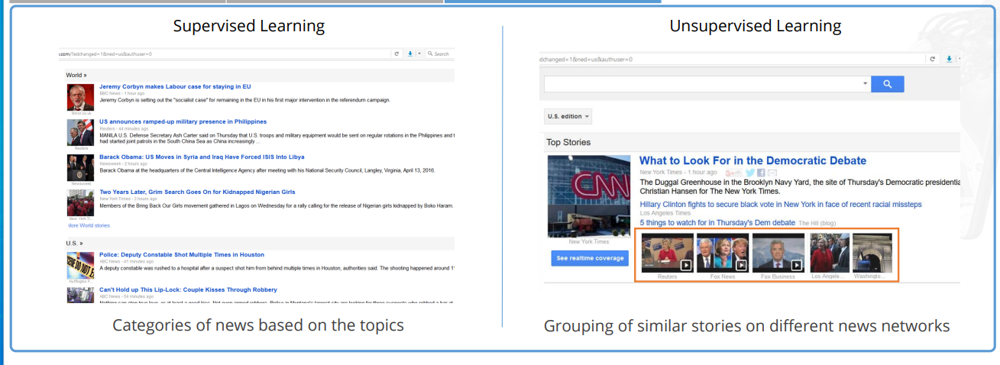 Supervised Learning
.com/?edchanged=1&ned=us&authuser=0
Search
World »
Jeremy Corbyn makes Labour case for staying in EU
BBC News - 1 hour ago
Jeremy Corbyn is setting out the "socialist case" for remaining in the EU in his first major intervention in the referendum campaign.
Mirror.co.uk
US announces ramped-up military presence in Philippines
Reuters - 44 minutes ago
MANILA U.S. Defense Secretary Ash Carter said on Thursday that U.S. troops and military equipment would be sent on regular rotations in the Philippines and t
had started joint patrols in the South China Sea as China increasingly ...
Reuters
Barack Obama: US Moves in Syria and Iraq Have Forced ISIS Into Libya
Newsweek - 2 hours ago
Barack Obama at the headquarters of the Central Intelligence Agency after meeting with his National Security Council, Langley, Virginia, April 13, 2016.
Newsweek
Two Years Later, Grim Search Goes On for Kidnapped Nigerian Girls
New York Times - 3 hours ago
Members of the Bring Back Our Girls movement gathered in Lagos on Wednesday for a rally calling for the release of Nigerian girls kidnapped by Boko Haram.
New York Ti...
More World stories
U.S. »
Police: Deputy Constable Shot Multiple Times in Houston
ABC News - 41 minutes ago
A deputy constable was rushed to a hospital after a suspect shot him from behind multiple times in Houston, authorities said. The shooting happened around 1
Huffington P...
Can't Hold up This Lip-Lock: Couple Kisses Through Robbery
ABC News - 54 minutes ago
Categories of news based on the topics
Unsupervised Learning
dchanged=1&ned=us&authuser=0
U.S. edition
Top Stories
CNN
What to Look For in the Democratic Debate
New York Times - 1 hour ago
The Duggal Greenhouse in the Brooklyn Navy Yard, the site of Thursday's Democratic presidentia
Christian Hansen for The New York Times.
Hillary Clinton fights to secure black vote in New York in face of recent racial missteps
Los Angeles Times
5 things to watch for in Thursday's Dem debate The Hill (blog)
New York Times
See realtime coverage
Reuters
Fox News
Fox Business
Los Angele...
Washingto...
Grouping of similar stories on different news networks